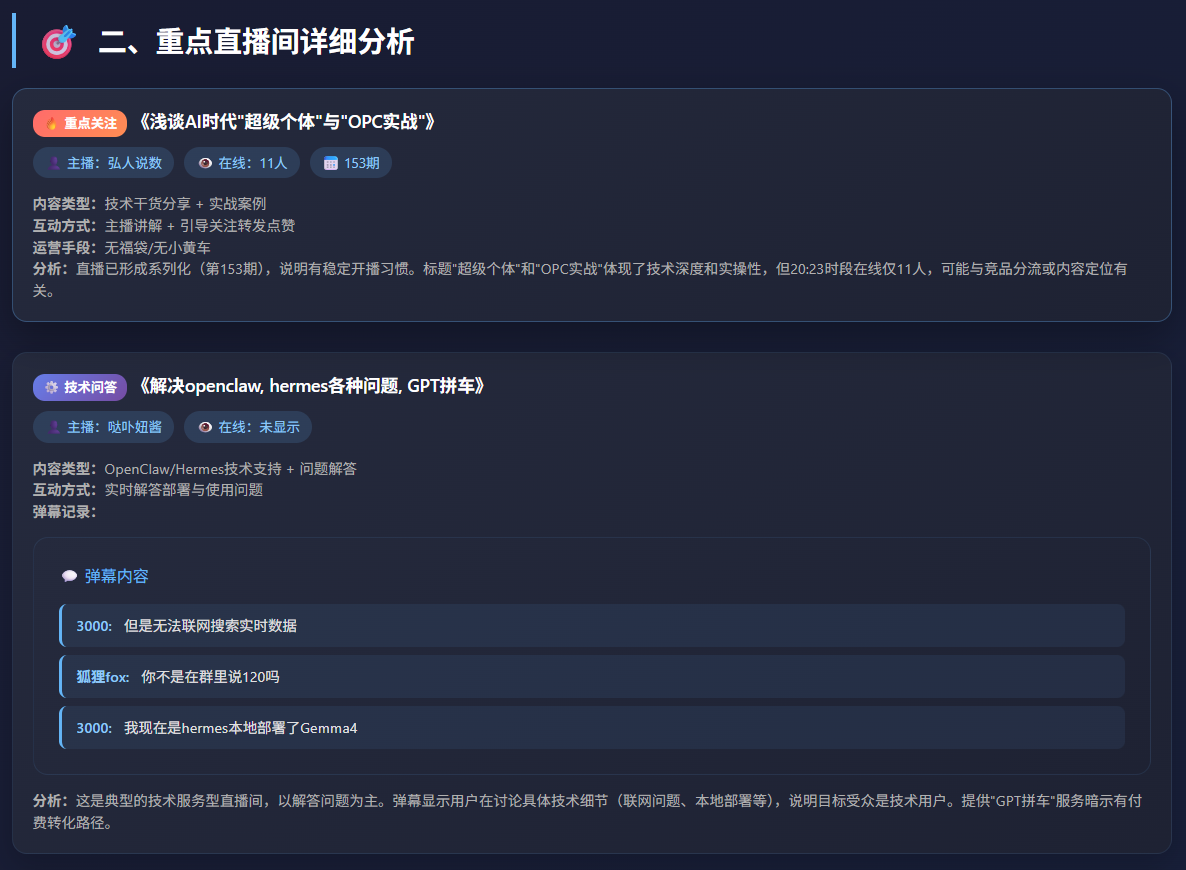 二、重点直播间详细分析
重点关注 《浅谈AI时代"超级个体"与"OPC实战"》
主播：弘人说数 在线：11人 153期
内容类型：技术干货分享 + 实战案例
互动方式：主播讲解 + 引导关注转发点赞
运营手段：无福袋/无小黄车
分析：直播已形成系列化（第153期），说明有稳定开播习惯。标题"超级个体"和"OPC实战"体现了技术深度和实操性，但20:23时段在线仅11人，可能与竞品分流或内容定位有
关。
技术问答 《解决openclaw, hermes各种问题, GPT拼车》
主播：哒卟妞酱 在线：未显示
内容类型：OpenClaw/Hermes技术支持 + 问题解答
互动方式：实时解答部署与使用问题
弹幕记录：
弹幕内容
3000: 但是无法联网搜索实时数据
狐狸fox: 你不是在群里说120吗
3000: 我现在是hermes本地部署了Gemma4
分析：这是典型的技术服务型直播间，以解答问题为主。弹幕显示用户在讨论具体技术细节（联网问题、本地部署等），说明目标受众是技术用户。提供"GPT拼车"服务暗示有付
费转化路径。